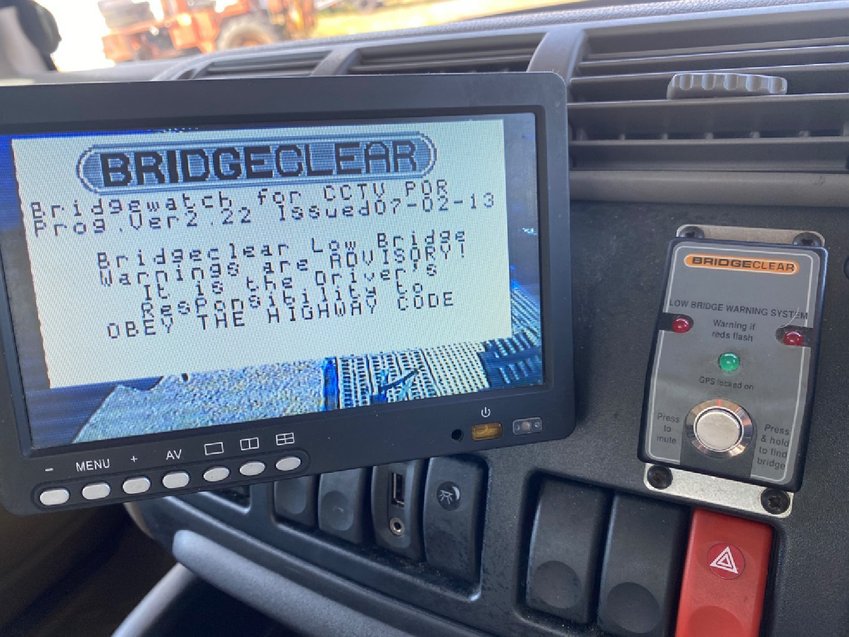 BRIDGECLEAR
Bridgewatch for CCTV POR
Prog.Ver2.22 Issued07-02-13
Bridgeclear Low Bridge
Warnings are ADVISORY!
It is the Driver's
Responsibility to
OBEY THE HIGHWAY CODE
- MENU + AV
BRIDGECLEAR
LOW BRIDGE WARNING SYSTEM
Warning if
reds flash
GPS locked on
Press
to
mute
Press
& hold
to find
bridge